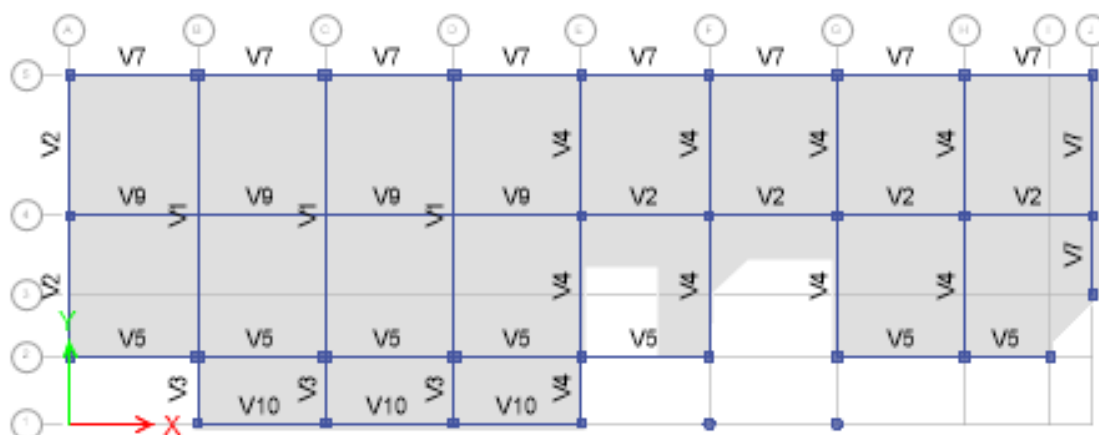 A B C D E F G H I J
V7 V7 V7 V7 V7 V7 V7 V7
5
V2 V4 V4 V4 V4 V7
V9 V9 V9 V9 V2 V2 V2 V2
4 V1 V1 V1
V7
3 V2 V4 V4 V4 V4
Y
V5 V5 V5 V5 V5 V5 V5
2
V3 V3 V3 V4
V10 V10 V10
1 X